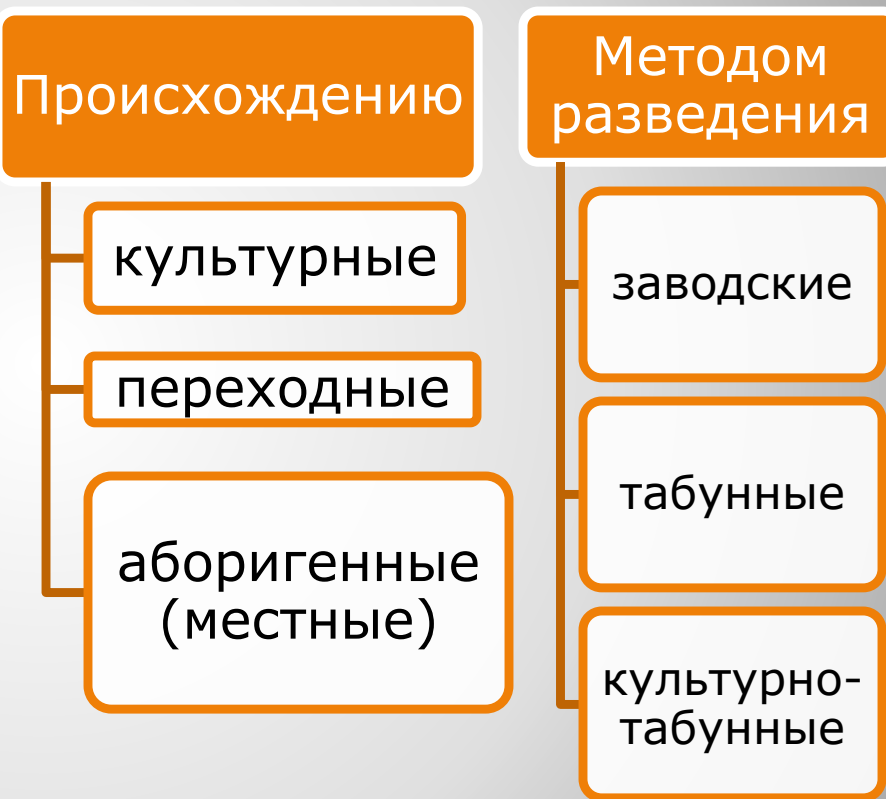 Происхождению
культурные
переходные
аборигенные
(местные)
Методом
разведения
заводские
табунные
культурно-
табунные